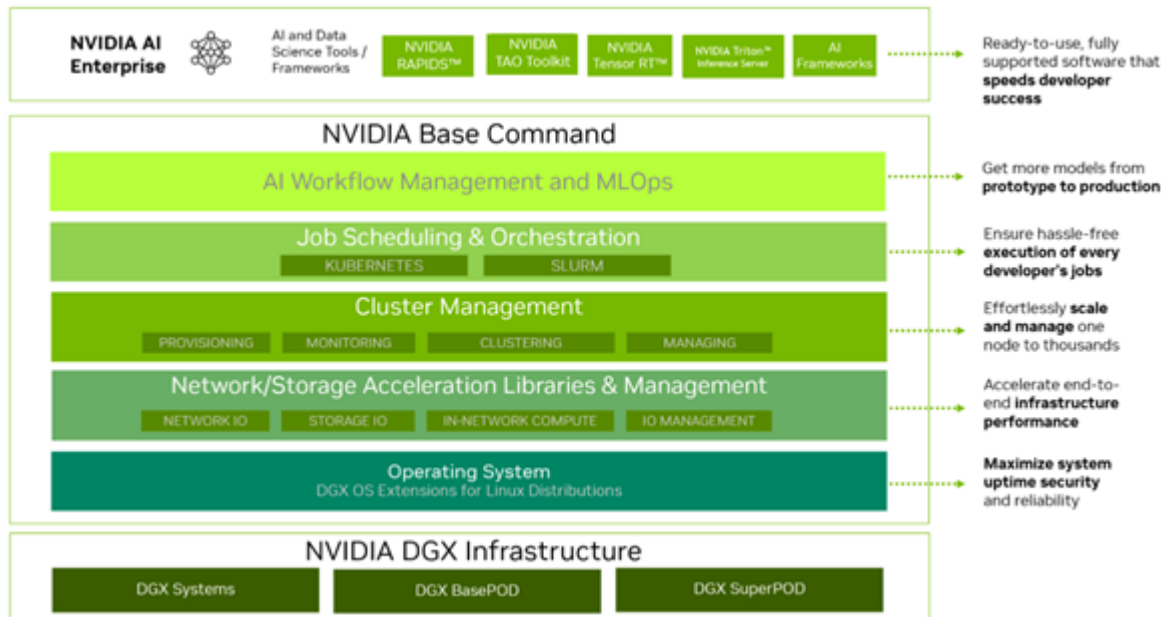 NVIDIA AI
Enterprise
AI and Data
Science Tools /
Frameworks
NVIDIA
RAPIDS™
NVIDIA
TAO Toolkit
NVIDIA
Tensor RT™
NVIDIA Triton™
Inference Server
AI
Frameworks
Ready-to-use, fully
supported software that
speeds developer
success
NVIDIA Base Command
AI Workflow Management and MLOps
Get more models from
prototype to production
Job Scheduling & Orchestration
KUBERNETES
SLURM
Ensure hassle-free
execution of every
developer's jobs
Cluster Management
PROVISIONING
MONITORING
CLUSTERING
MANAGING
Effortlessly scale
and manage one
node to thousands
Network/Storage Acceleration Libraries & Management
NETWORK IO
STORAGE IO
IN-NETWORK COMPUTE
IO MANAGEMENT
Accelerate end-to-
end infrastructure
performance
Operating System
DGX OS Extensions for Linux Distributions
Maximize system
uptime security
and reliability
NVIDIA DGX Infrastructure
DGX Systems
DGX BasePOD
DGX SuperPOD